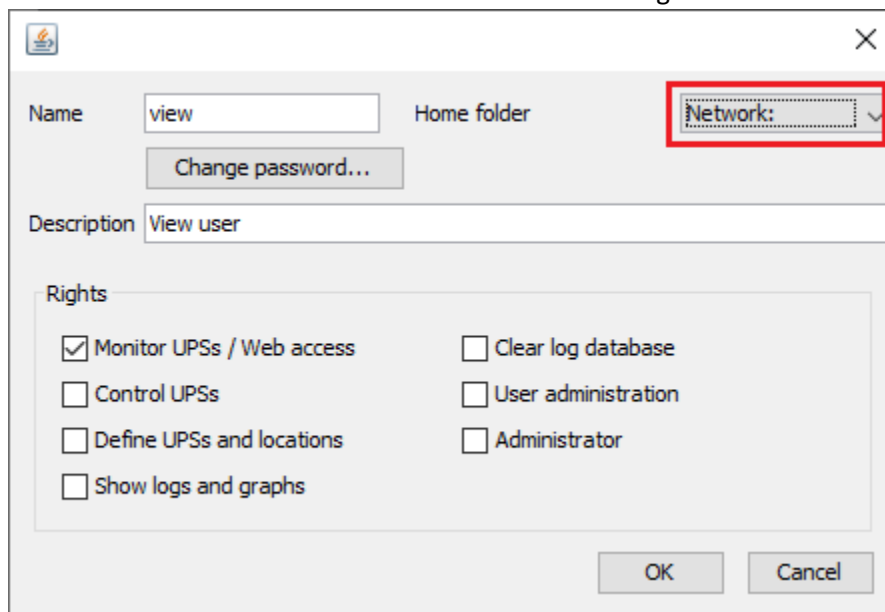 Name view Home folder Network:
Change password...
Description View user
Rights
Monitor UPSs / Web access Clear log database
Control UPSs User administration
Define UPSs and locations Administrator
Show logs and graphs
OK Cancel